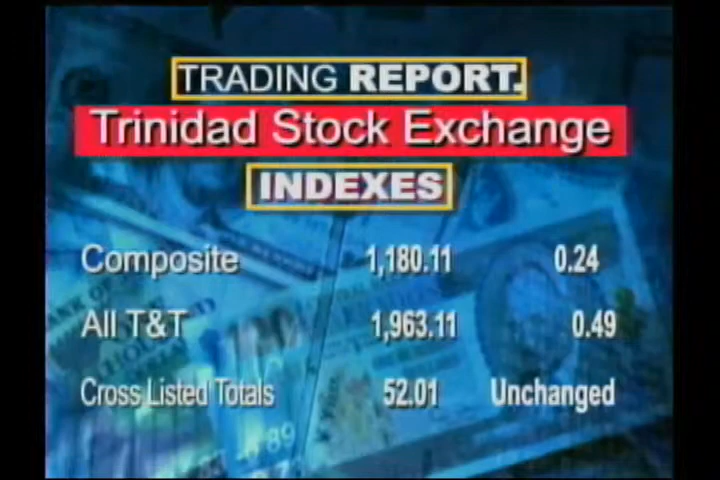 TRADING REPORT.
Trinidad Stock Exchange
INDEXES
Composite 1,180.11 0.24
All T&T 1,963.11 0.49
Cross Listed Totals 52.01 Unchanged